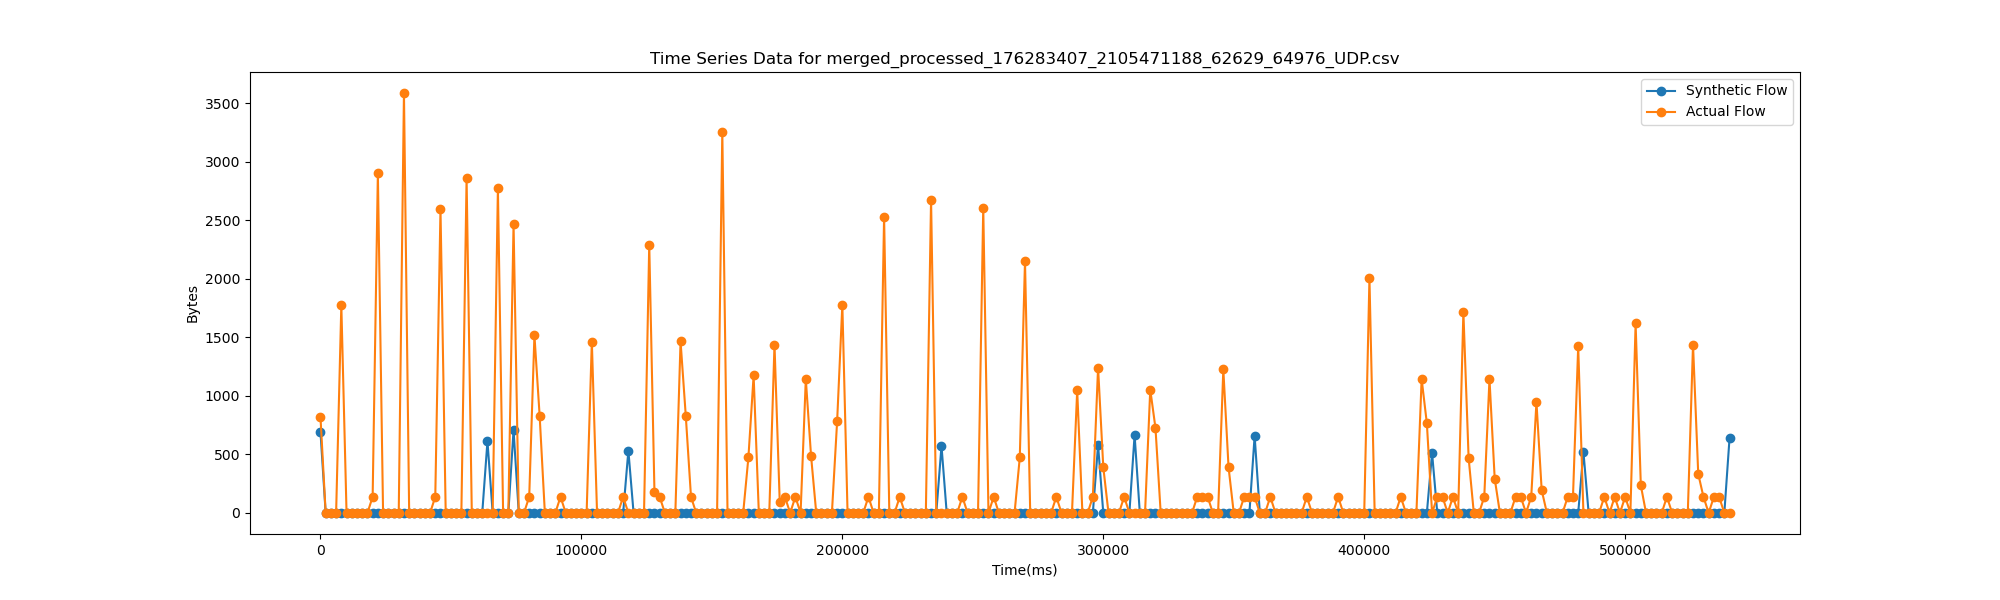 Time Series Data for merged_processed_176283407_2105471188_62629_64976_UDP.csv
Synthetic Flow
Actual Flow
3500
3000
2500
2000
1500
1000
500
0
Bytes
0 100000 200000 300000 400000 500000
Time(ms)